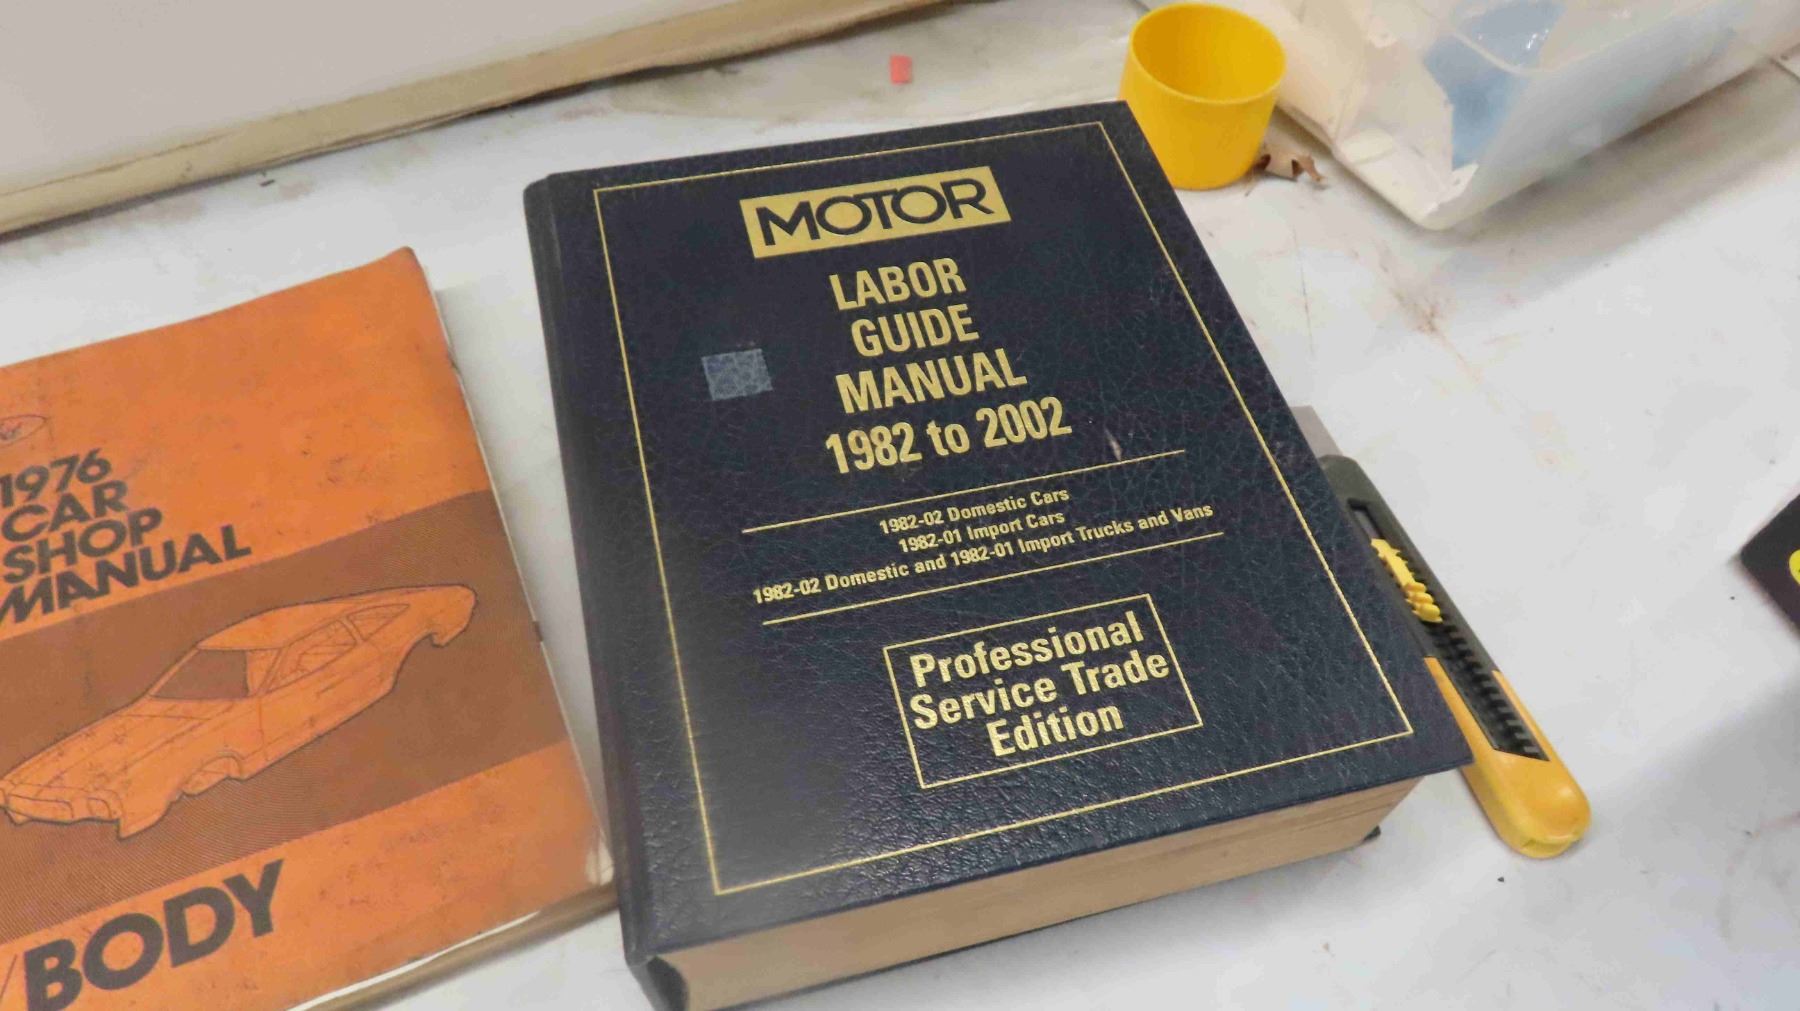 1976
CAR
SHOP
MANUAL
BODY
MOTOR
LABOR
GUIDE
MANUAL
1982 to 2002
1982-02 Domestic Cars
1982-01 Import Cars
1982-02 Domestic and 1982-01 Import Trucks and Vans
Professional
Service Trade
Edition